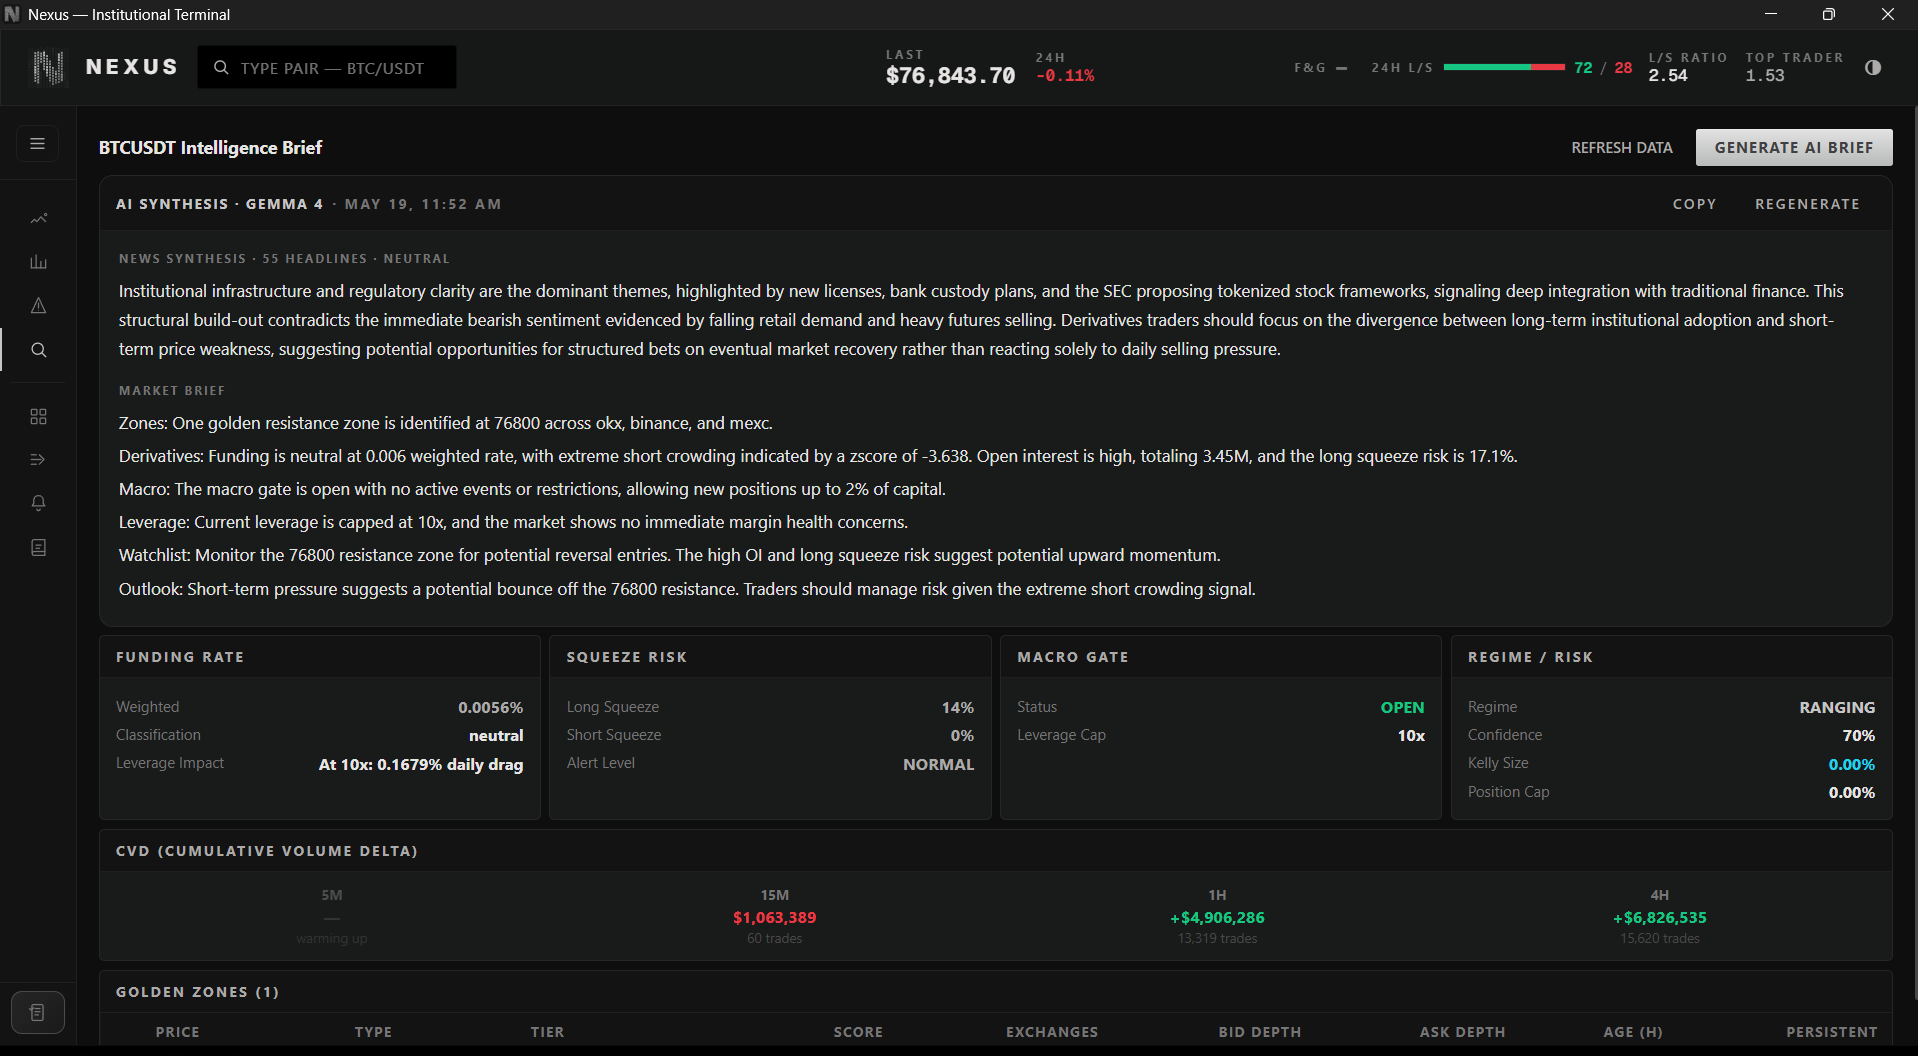 Nexus — Institutional Terminal
NEXUS
TYPE PAIR — BTC/USDT
LAST
$76,843.70
24H
-0.11%
F&G —
24H L/S
72 / 28
L/S RATIO
2.54
TOP TRADER
1.53
BTCUSDT Intelligence Brief
REFRESH DATA
GENERATE AI BRIEF
AI SYNTHESIS · GEMMA 4 · MAY 19, 11:52 AM
COPY
REGENERATE
NEWS SYNTHESIS · 55 HEADLINES · NEUTRAL
Institutional infrastructure and regulatory clarity are the dominant themes, highlighted by new licenses, bank custody plans, and the SEC proposing tokenized stock frameworks, signaling deep integration with traditional finance. This
structural build-out contradicts the immediate bearish sentiment evidenced by falling retail demand and heavy futures selling. Derivatives traders should focus on the divergence between long-term institutional adoption and short-
term price weakness, suggesting potential opportunities for structured bets on eventual market recovery rather than reacting solely to daily selling pressure.
MARKET BRIEF
Zones: One golden resistance zone is identified at 76800 across okx, binance, and mexc.
Derivatives: Funding is neutral at 0.006 weighted rate, with extreme short crowding indicated by a zscore of -3.638. Open interest is high, totaling 3.45M, and the long squeeze risk is 17.1%.
Macro: The macro gate is open with no active events or restrictions, allowing new positions up to 2% of capital.
Leverage: Current leverage is capped at 10x, and the market shows no immediate margin health concerns.
Watchlist: Monitor the 76800 resistance zone for potential reversal entries. The high OI and long squeeze risk suggest potential upward momentum.
Outlook: Short-term pressure suggests a potential bounce off the 76800 resistance. Traders should manage risk given the extreme short crowding signal.
FUNDING RATE
Weighted 0.0056%
Classification neutral
Leverage Impact At 10x: 0.1679% daily drag
SQUEEZE RISK
Long Squeeze 14%
Short Squeeze 0%
Alert Level NORMAL
MACRO GATE
Status OPEN
Leverage Cap 10x
REGIME / RISK
Regime RANGING
Confidence 70%
Kelly Size 0.00%
Position Cap 0.00%
CVD (CUMULATIVE VOLUME DELTA)
5M
—
warming up
15M
$1,063,389
60 trades
1H
+$4,906,286
13,319 trades
4H
+$6,826,535
15,620 trades
GOLDEN ZONES (1)
PRICE TYPE TIER SCORE EXCHANGES BID DEPTH ASK DEPTH AGE (H) PERSISTENT